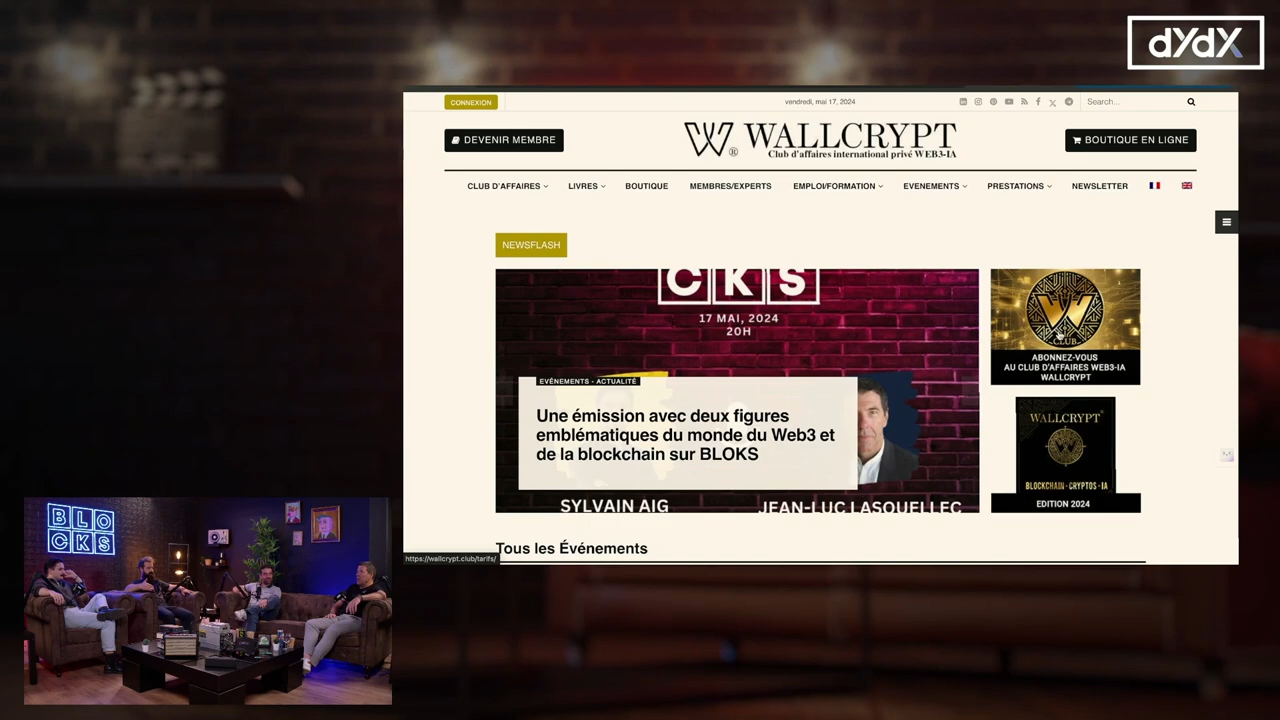 dYdX
CONNEXION
vendredi, mai 17, 2024
Search...
DEVENIR MEMBRE
W® WALLCRYPT
Club d'affaires international privé WEB3-IA
BOUTIQUE EN LIGNE
CLUB D'AFFAIRES LIVRES BOUTIQUE MEMBRES/EXPERTS EMPLOI/FORMATION EVENEMENTS PRESTATIONS NEWSLETTER
NEWSFLASH
CKS
17 MAI, 2024
20H
EVÉNEMENTS - ACTUALITÉ
Une émission avec deux figures
emblématiques du monde du Web3 et
de la blockchain sur BLOKS
SYLVAIN AIG
JEAN-LUC LASQUELLEC
W
CLUB
ABONNEZ-VOUS
AU CLUB D'AFFAIRES WEB3-IA
WALLCRYPT
WALLCRYPT®
BLOCKCHAIN - CRYPTOS - IA
EDITION 2024
Tous les Événements
https://wallcrypt.club/tarifs/
BLO
CKS